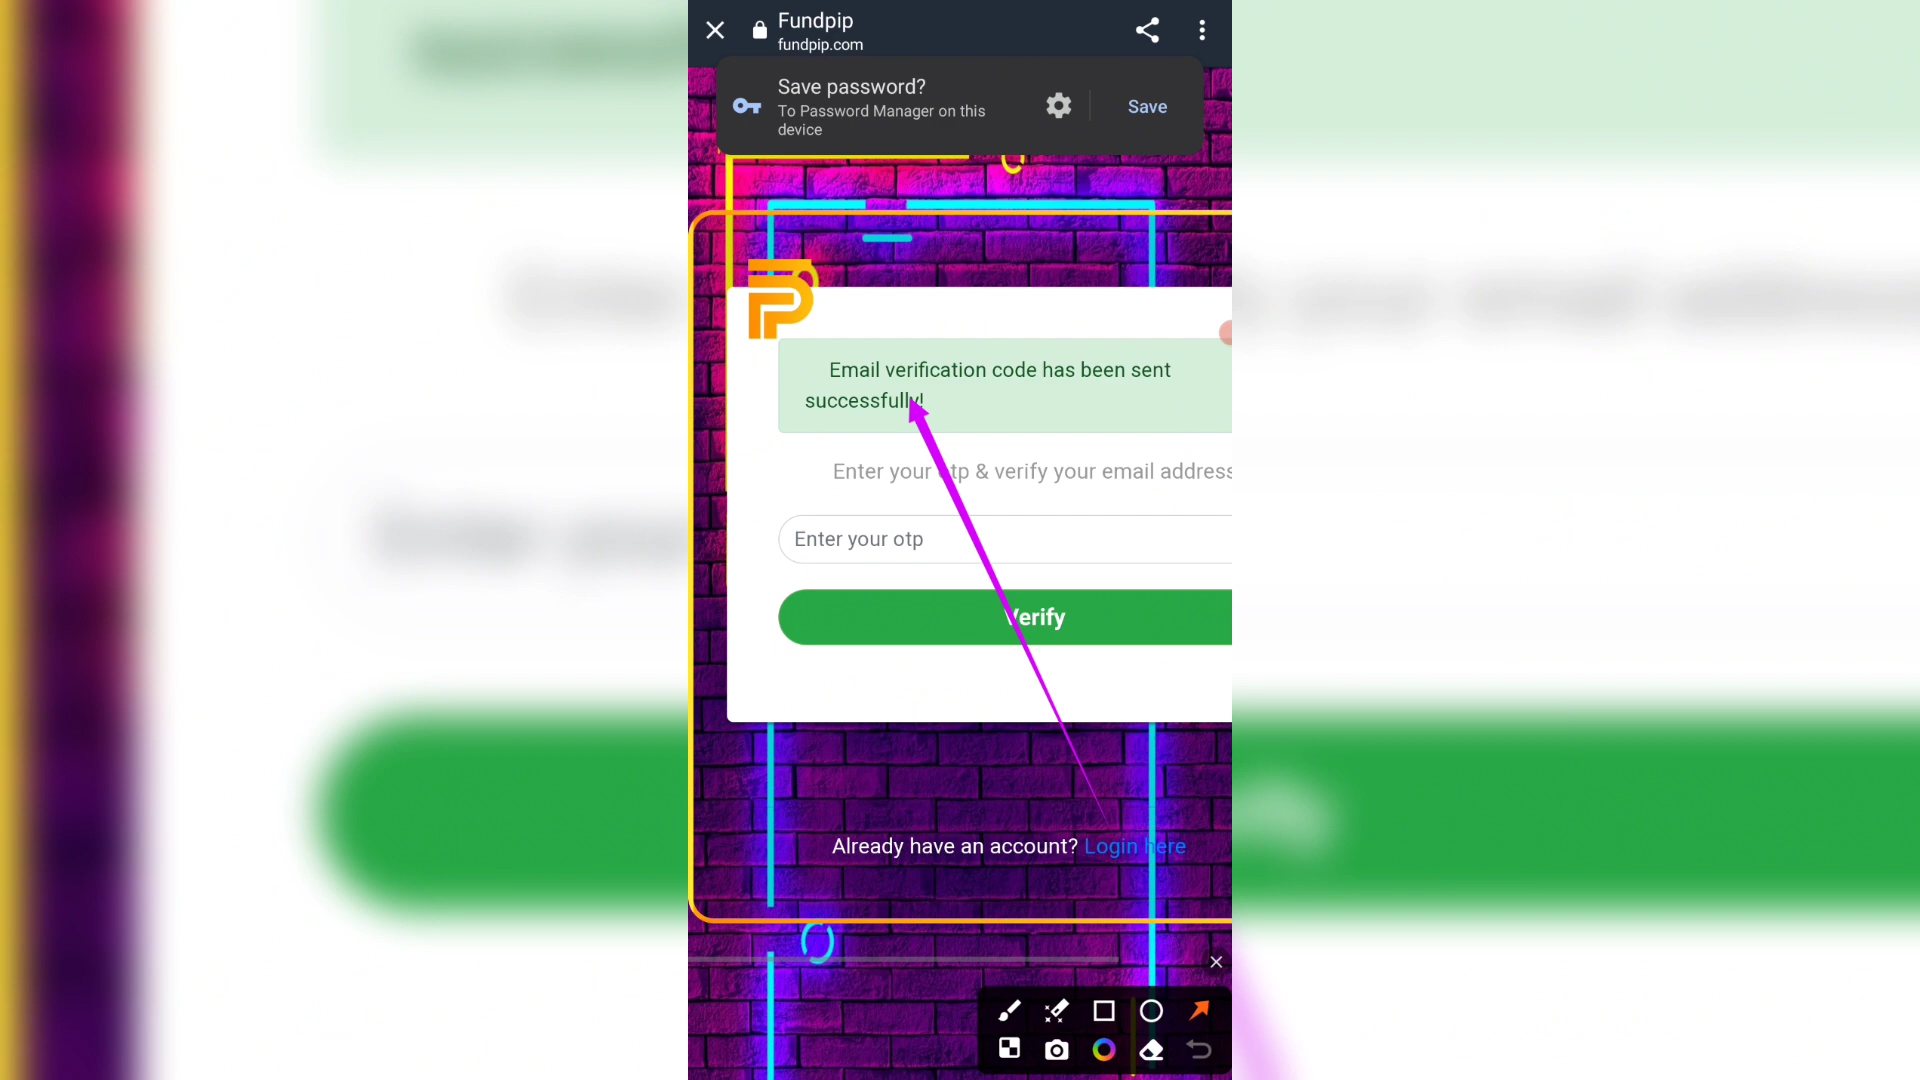 Fundpip
fundpip.com
Save password?
To Password Manager on this
device
Save
Email verification code has been sent
successfully!
Enter your otp & verify your email address
Enter your otp
Verify
Already have an account? Login here